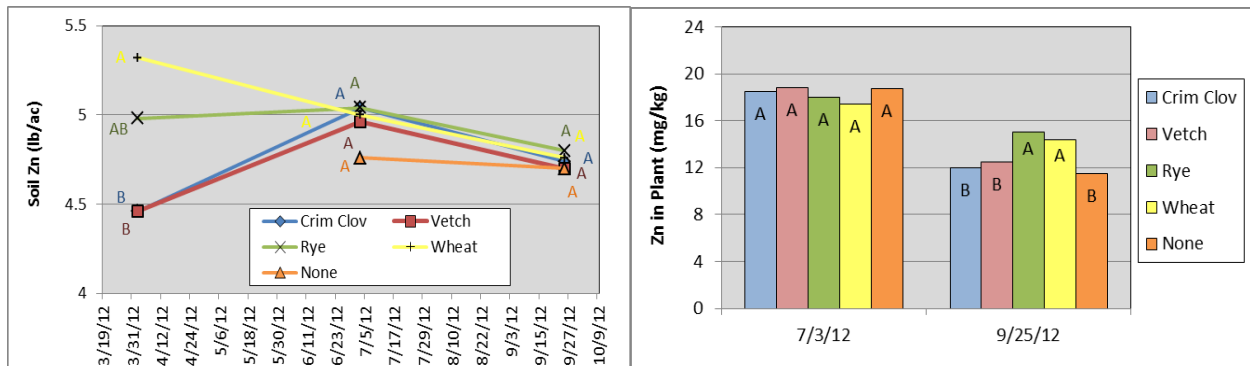 5.5
5
4.5
4
Soil Zn (lb/ac)
A
AB
B
B
A
A
A
A
A
A
A
A
A
A
Crim Clov
Vetch
Rye
Wheat
None
3/19/12
3/31/12
4/12/12
4/24/12
5/6/12
5/18/12
5/30/12
6/11/12
6/23/12
7/5/12
7/17/12
7/29/12
8/10/12
8/22/12
9/3/12
9/15/12
9/27/12
10/9/12
24
20
16
12
8
4
0
Zn in Plant (mg/kg)
A A A A A
B B A A B
7/3/12 9/25/12
Crim Clov
Vetch
Rye
Wheat
None